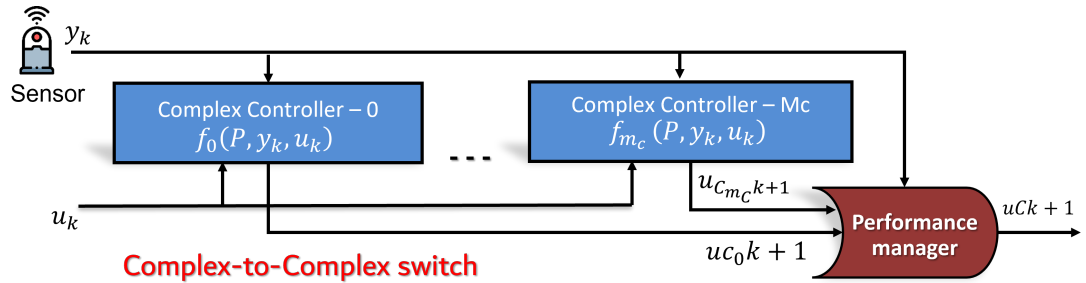 y_k
Sensor
Complex Controller – 0
f_0(P, y_k, u_k)
Complex Controller – Mc
f_{m_c} (P, y_k, u_k)
u_k
u_{C_{m_C}k+1}
uc_0k + 1
Performance
manager
uCk + 1
Complex-to-Complex switch